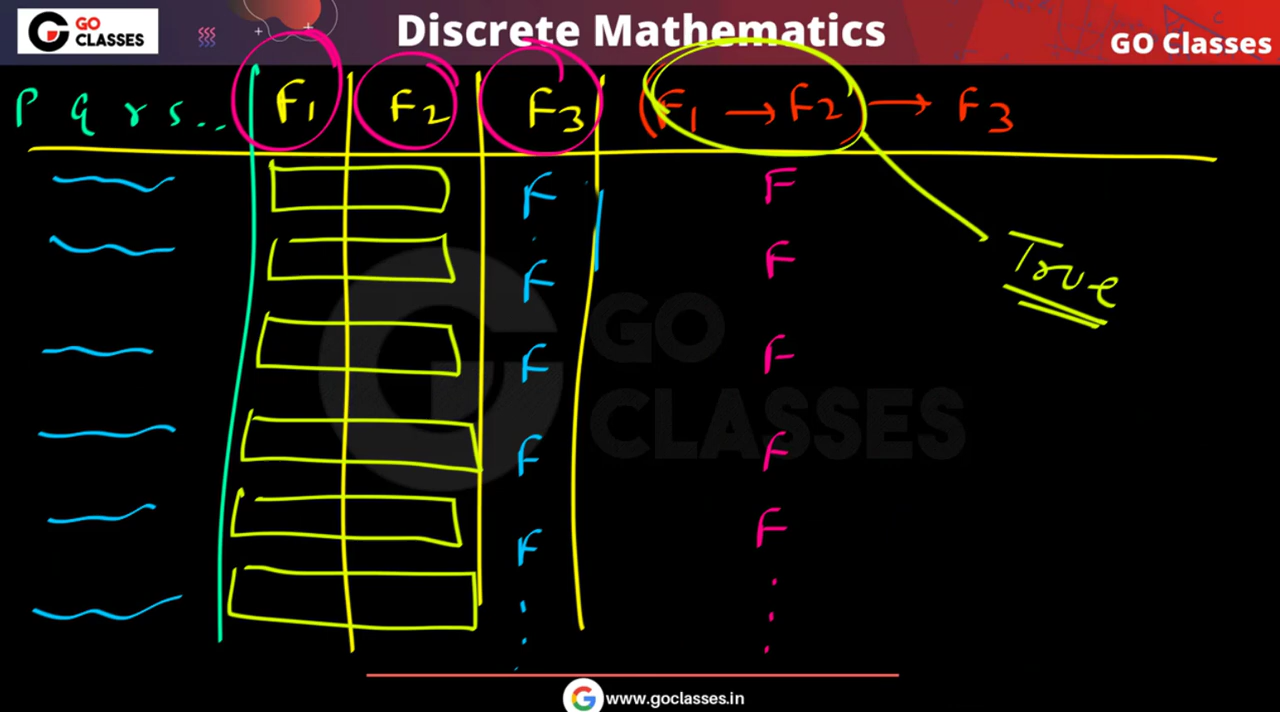 GO CLASSES
Discrete Mathematics
GO Classes
P q r s.. F1 F2 F3 (F1 → F2) → F3
F F
F F
True
F F
F F
F F
GO CLASSES
www.goclasses.in